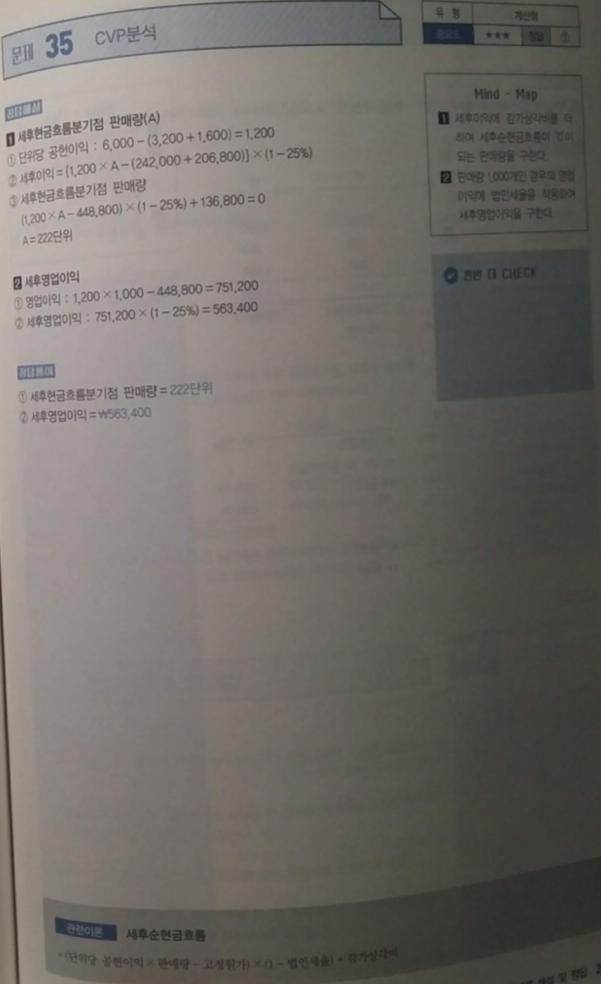 문제 35 CVP분석
유 형 계산형
중요도 ★★★ 정답 ①
정답해설
1 세후현금흐름분기점 판매량(A)
① 단위당 공헌이익 : 6,000-(3,200+1,600)=1,200
② 세후이익={1,200×A-(242,000+206,800)}×(1-25%)
③ 세후현금흐름분기점 판매량
(1,200×A-448,800)×(1-25%)+136,800=0
A=222단위
2 세후영업이익
① 영업이익 : 1,200×1,000-448,800=751,200
② 세후영업이익 : 751,200×(1-25%)=563,400
정답풀이
① 세후현금흐름분기점 판매량=222단위
② 세후영업이익=₩563,400
Mind - Map
1 세후이익에 감가상각비를 더
하여 세후순현금흐름이 '0'이
되는 판매량을 구한다.
2 판매량 1,000개인 경우의 영업
이익에 법인세율을 적용하여
세후영업이익을 구한다.
한번 더 CHECK
관련이론 세후순현금흐름
* (단위당 공헌이익 × 판매량 - 고정원가) × (1 - 법인세율) + 감가상각비
해설 및 정답 2